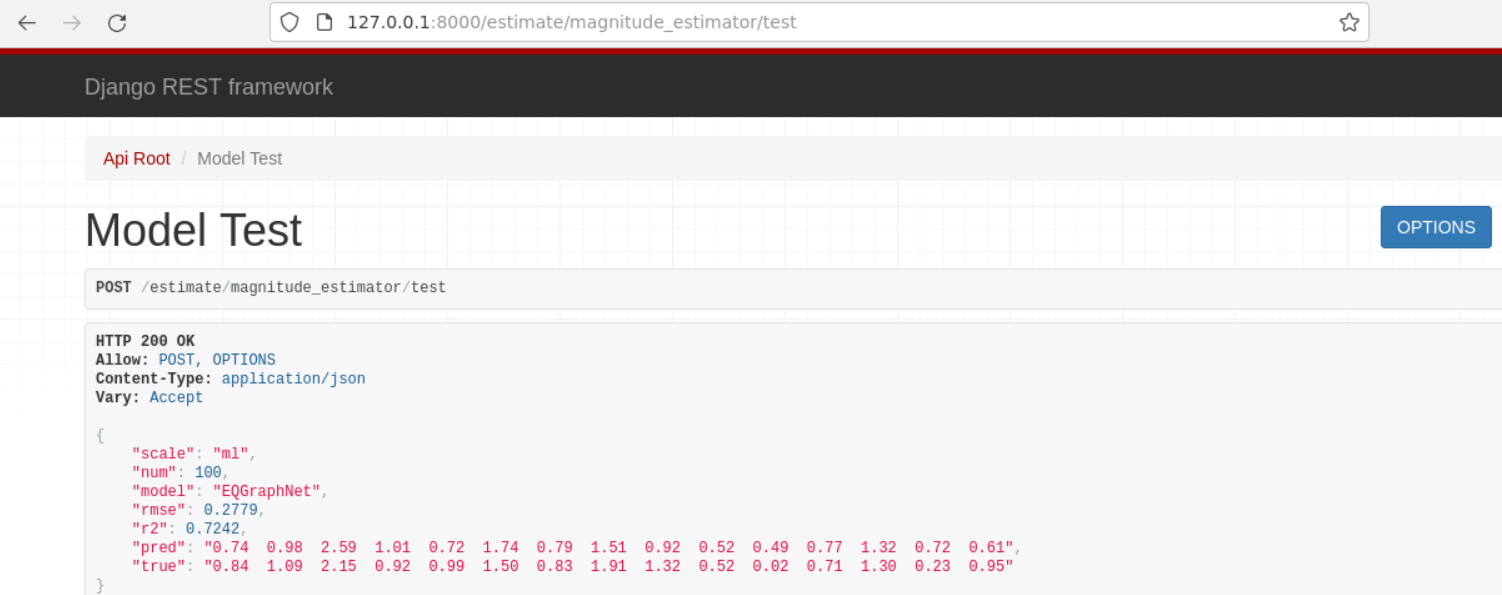 127.0.0.1:8000/estimate/magnitude_estimator/test
Django REST framework
Api Root / Model Test
Model Test
OPTIONS
POST /estimate/magnitude_estimator/test
HTTP 200 OK
Allow: POST, OPTIONS
Content-Type: application/json
Vary: Accept
{
    "scale": "ml",
    "num": 100,
    "model": "EQGraphNet",
    "rmse": 0.2779,
    "r2": 0.7242,
    "pred": "0.74  0.98  2.59  1.01  0.72  1.74  0.79  1.51  0.92  0.52  0.49  0.77  1.32  0.72  0.61",
    "true": "0.84  1.09  2.15  0.92  0.99  1.50  0.83  1.91  1.32  0.52  0.02  0.71  1.30  0.23  0.95"
}